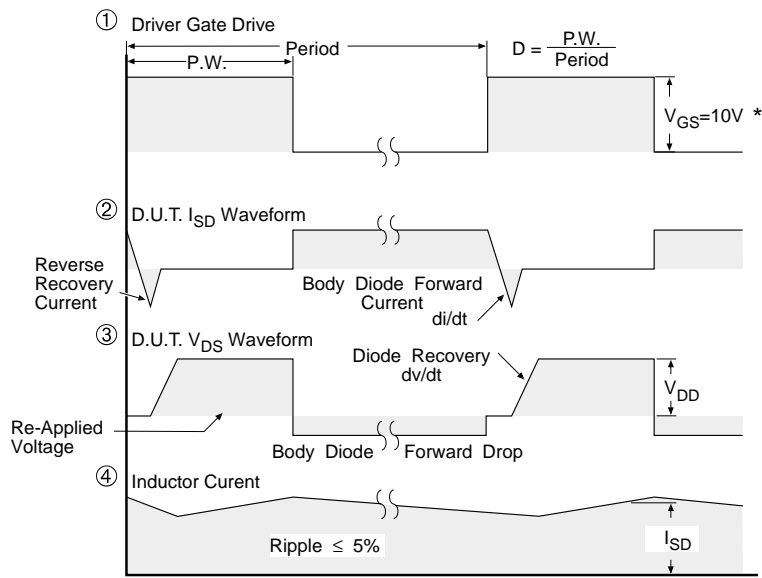 ① Driver Gate Drive
Period
P.W.
D = P.W. / Period
V_GS=10V *
② D.U.T. I_SD Waveform
Reverse
Recovery
Current
Body Diode Forward
Current
di/dt
③ D.U.T. V_DS Waveform
Diode Recovery
dv/dt
V_DD
Re-Applied
Voltage
Body Diode Forward Drop
④ Inductor Curent
Ripple ≤ 5%
I_SD